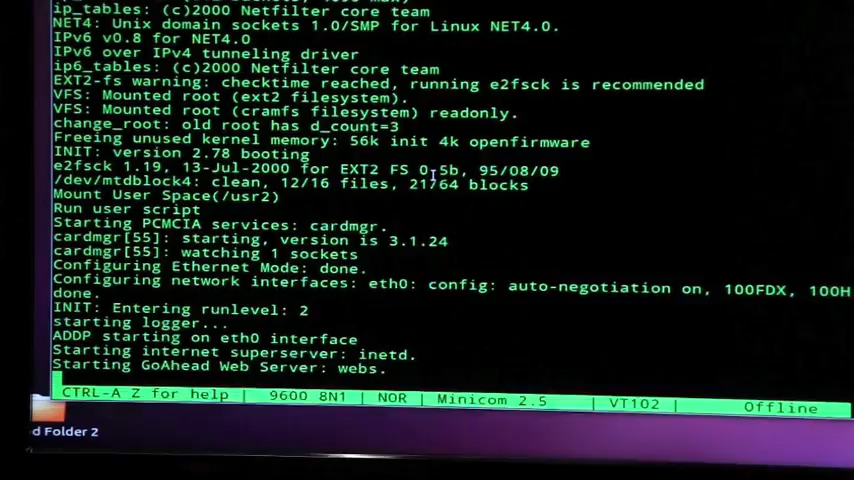 ip_tables: (c)2000 Netfilter core team
NET4: Unix domain sockets 1.0/SMP for Linux NET4.0.
IPv6 v0.8 for NET4.0
IPv6 over IPv4 tunneling driver
ip6_tables: (c)2000 Netfilter core team
EXT2-fs warning: checktime reached, running e2fsck is recommended
VFS: Mounted root (ext2 filesystem).
VFS: Mounted root (cramfs filesystem) readonly.
change_root: old root has d_count=3
Freeing unused kernel memory: 56k init 4k openfirmware
INIT: version 2.78 booting
e2fsck 1.19, 13-Jul-2000 for EXT2 FS 0.5b, 95/08/09
/dev/mtdblock4: clean, 12/16 files, 21/64 blocks
Mount User Space(/usr2)
Run user script
Starting PCMCIA services: cardmgr.
cardmgr[55]: starting, version is 3.1.24
cardmgr[55]: watching 1 sockets
Configuring Ethernet Mode: done.
Configuring network interfaces: eth0: config: auto-negotiation on, 100FDX, 100H
done.
INIT: Entering runlevel: 2
starting logger...
ADDP starting on eth0 interface
Starting internet superserver: inetd.
Starting GoAhead Web Server: webs.
CTRL-A Z for help | 9600 8N1 | NOR | Minicom 2.5 | VT102 | Offline
d Folder 2